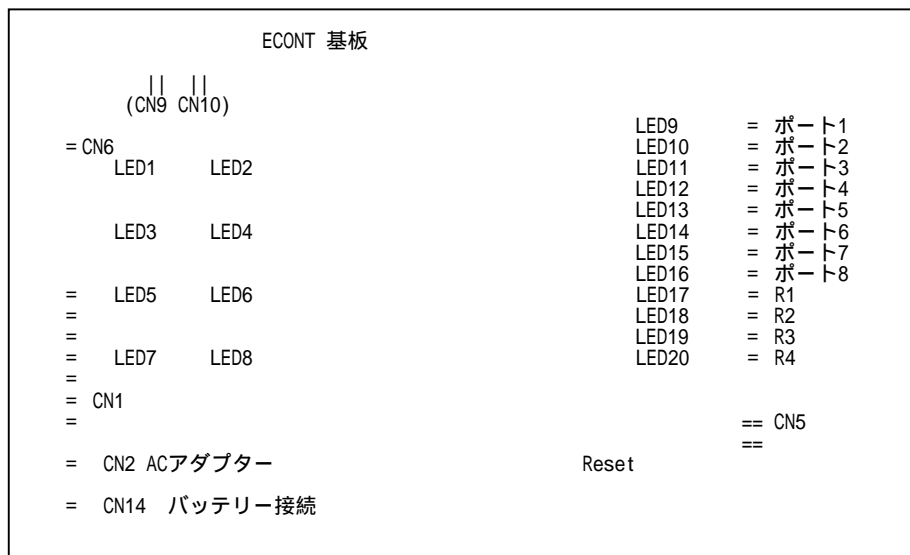 ECONT 基板
|| ||
(CN9 CN10)
LED9 = ポート1
= CN6 LED10 = ポート2
LED1 LED2 LED11 = ポート3
LED12 = ポート4
LED13 = ポート5
LED3 LED4 LED14 = ポート6
LED15 = ポート7
LED16 = ポート8
= LED5 LED6 LED17 = R1
= LED18 = R2
= LED19 = R3
= LED7 LED8 LED20 = R4
=
= CN1
= == CN5
==
= CN2 ACアダプター Reset
= CN14 バッテリー接続